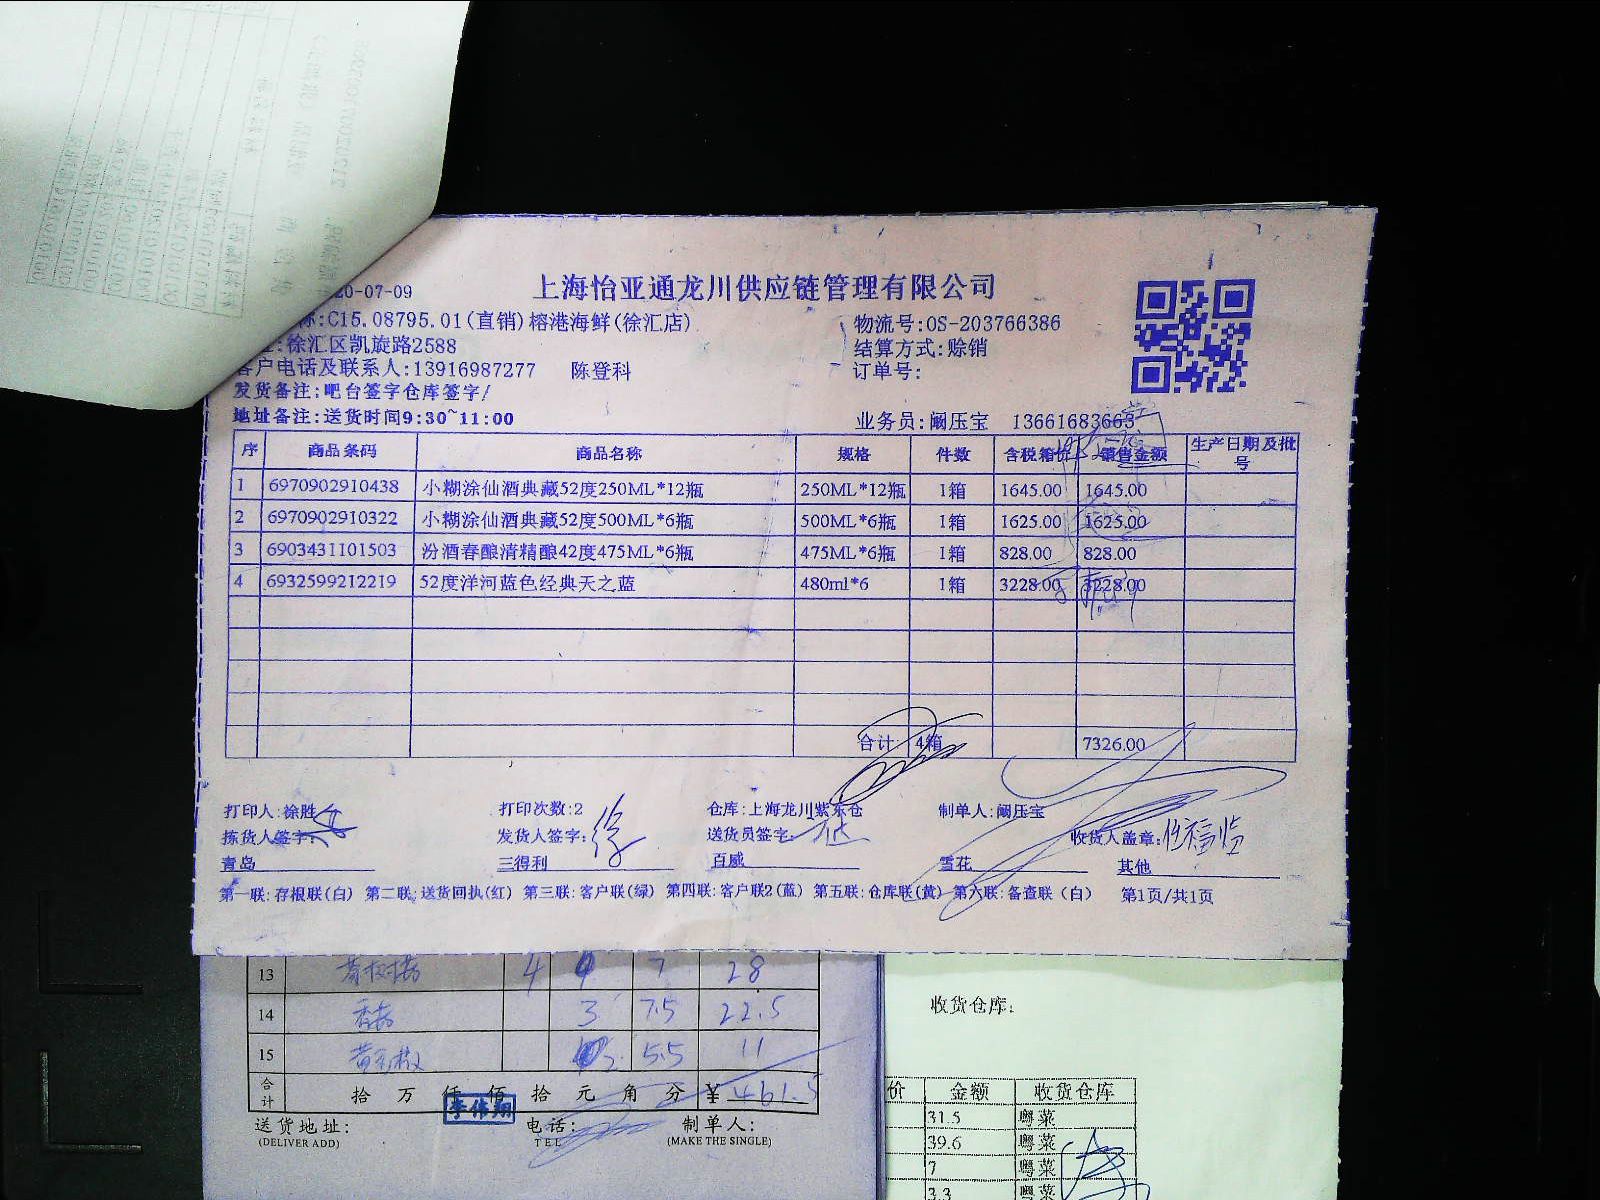 20-07-09
上海怡亚通龙川供应链管理有限公司
称:C15.08795.01(直销)榕港海鲜(徐汇店)
物流号:OS-203766386
:徐汇区凯旋路2588
结算方式:赊销
客户电话及联系人:13916987277 陈登科
订单号:
发货备注:吧台签字仓库签字/
地址备注:送货时间9:30~11:00
业务员:阚压宝 13661683663
序 商品条码 商品名称 规格 件数 含税箱价 销售金额 生产日期及批号
1 6970902910438 小糊涂仙酒典藏52度250ML*12瓶 250ML*12瓶 1箱 1645.00 1645.00
2 6970902910322 小糊涂仙酒典藏52度500ML*6瓶 500ML*6瓶 1箱 1625.00 1625.00
3 6903431101503 汾酒春酿清精酿42度475ML*6瓶 475ML*6瓶 1箱 828.00 828.00
4 6932599212219 52度洋河蓝色经典天之蓝 480ml*6 1箱 3228.00 3228.00
合计: 4箱 7326.00
打印人:徐胜 打印次数:2 仓库:上海龙川紫东仓 制单人:阚压宝
拣货人签字: 发货人签字: 送货员签字: 收货人盖章:
青岛 三得利 百威 雪花 其他
第一联:存根联(白) 第二联:送货回执(红) 第三联:客户联(绿) 第四联:客户联2(蓝) 第五联:仓库联(黄) 第六联:备查联(白) 第1页/共1页
13 4 7 28
14 3 7.5 22.5
15 2 5.5 11
合计 拾 万 仟 佰 拾 元 角 分 ¥ 461.5
李伟翔
送货地址: 电话: 制单人:
(DELIVER ADD) TEL (MAKE THE SINGLE)
收货仓库:
价 金额 收货仓库
31.5 粤菜
39.6 粤菜
7 粤菜
3.3 粤菜